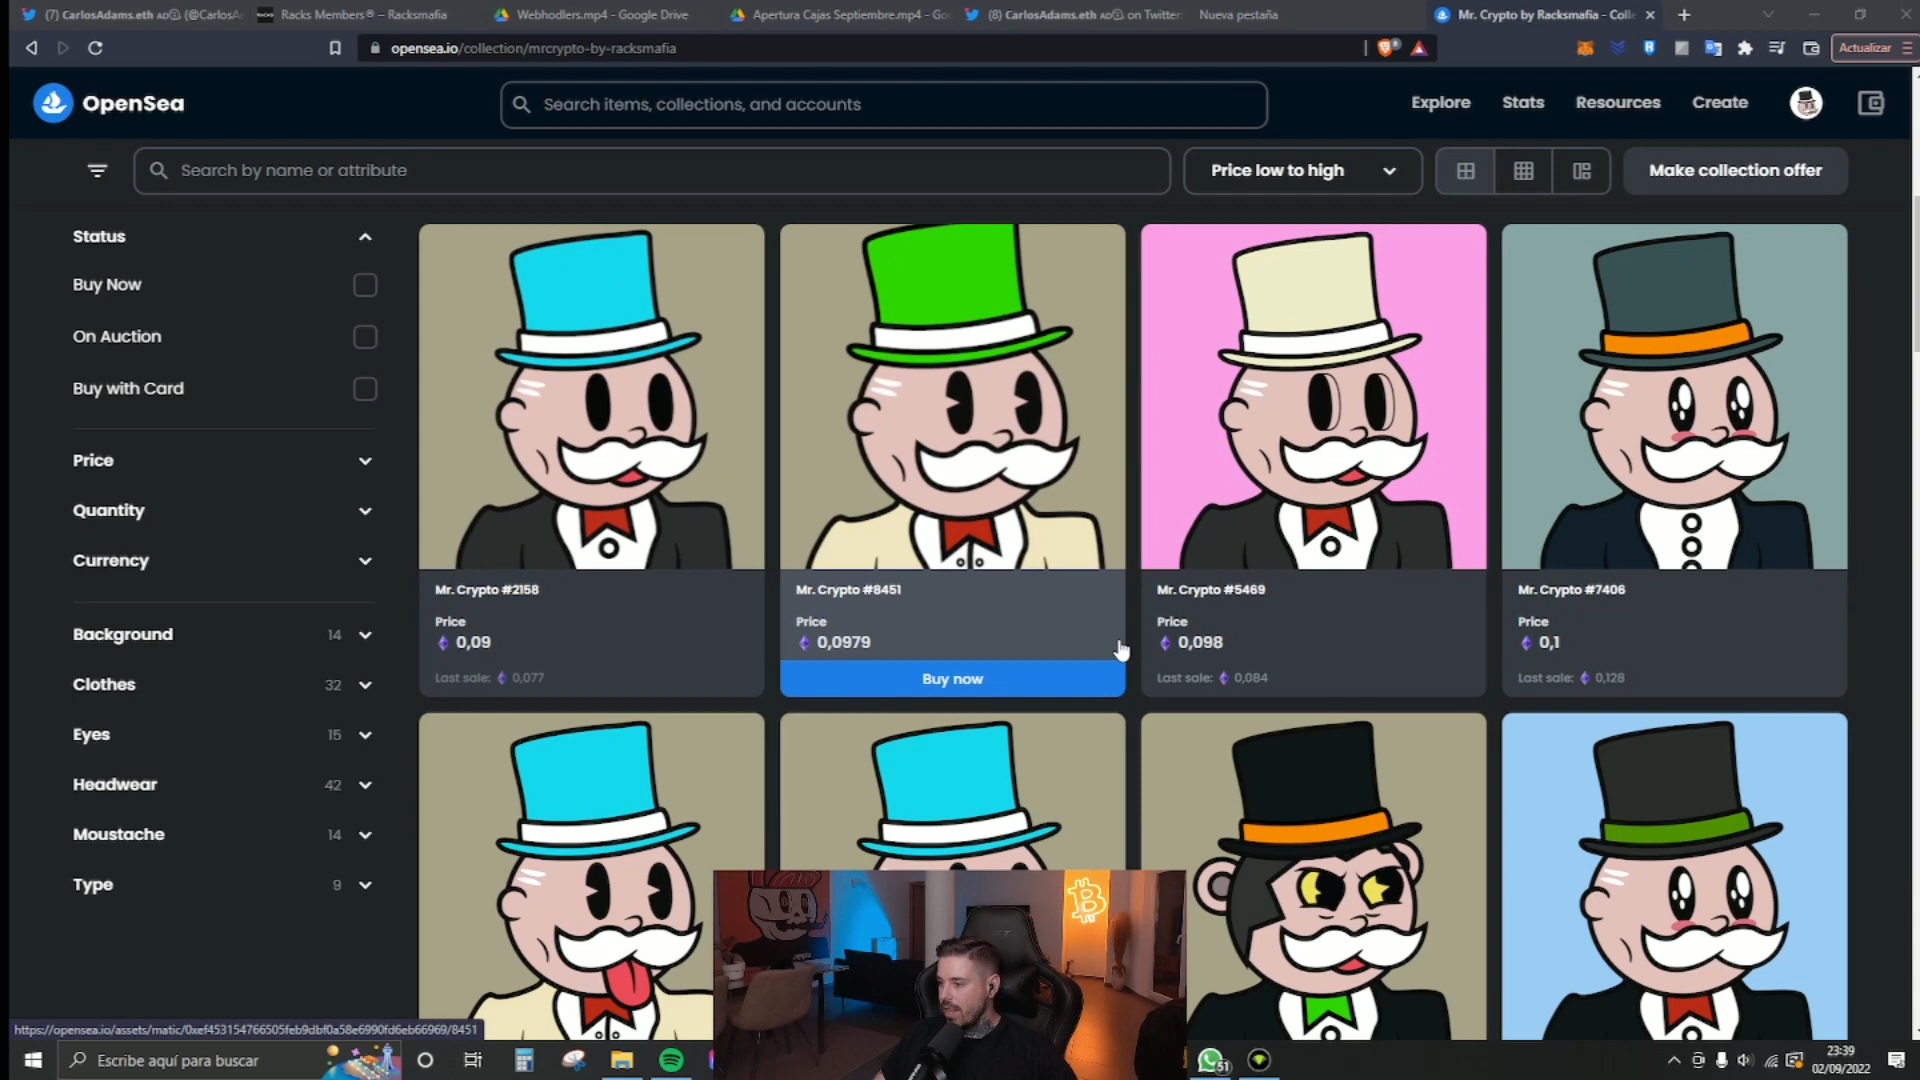 (7) CarlosAdams.eth
(@CarlosA
Racks Members® – Racksmafia
Webhodlers.mp4 - Google Drive
Apertura Cajas Septiembre.mp4 - Go
(8) CarlosAdams.eth
on Twitter
Nueva pestaña
Mr. Crypto by Racksmafia - Colle
opensea.io/collection/mrcrypto-by-racksmafia
Actualizar
OpenSea
Search items, collections, and accounts
Explore
Stats
Resources
Create
Search by name or attribute
Price low to high
Make collection offer
Status
Buy Now
On Auction
Buy with Card
Price
Quantity
Currency
Background 14
Clothes 32
Eyes 15
Headwear 42
Moustache 14
Type 9
Mr. Crypto #2158
Price
0,09
Last sale: 0,077
Mr. Crypto #8451
Price
0,0979
Buy now
Mr. Crypto #5469
Price
0,098
Last sale: 0,084
Mr. Crypto #7406
Price
0,1
Last sale: 0,128
https://opensea.io/assets/matic/0xef453154766505feb9dbf0a58e6990fd6eb66969/8451
Escribe aquí para buscar
51
23:39
02/09/2022